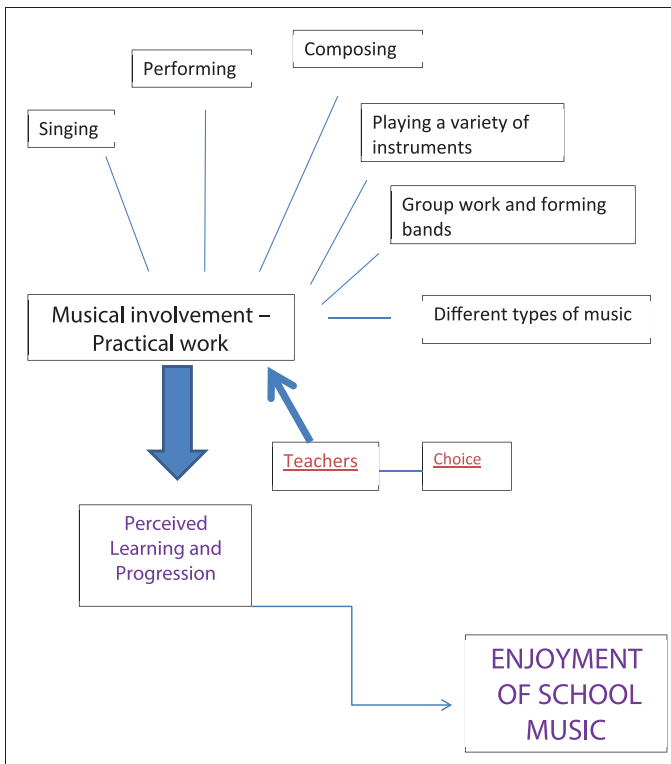 Composing
Performing
Singing
Playing a variety of
instruments
Group work and forming
bands
Different types of music
Musical involvement –
Practical work
Teachers
Choice
Perceived
Learning and
Progression
ENJOYMENT
OF SCHOOL
MUSIC